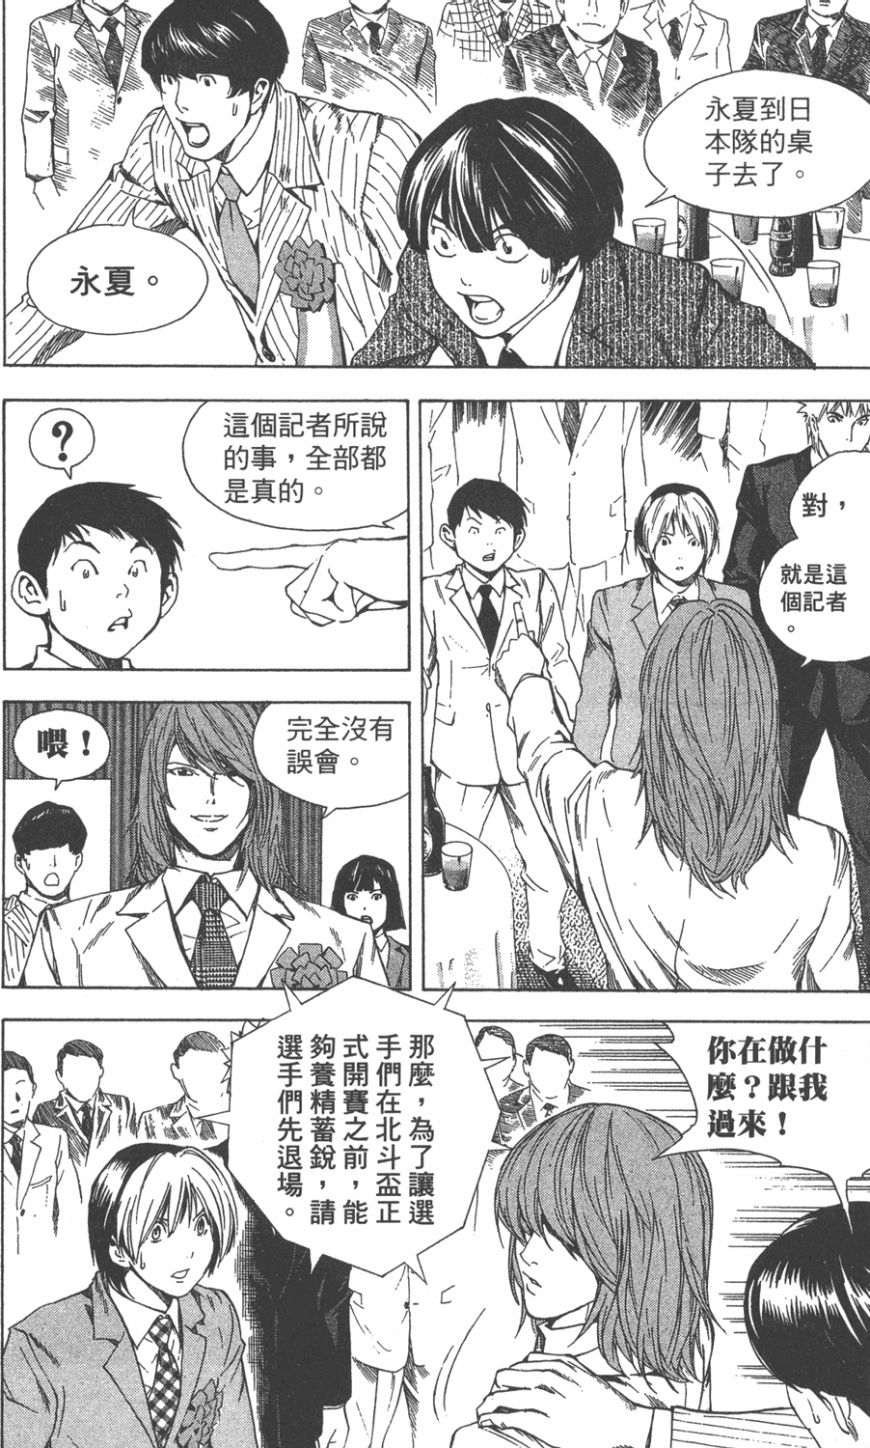 永夏到日
本隊的桌
子去了。
永夏。
對，
就是這
個記者
。
這個記者所說
的事，全部都
是真的。
？
完全沒有
誤會。
喂！
你在做什
麼？跟我
過來！
那麼，為了讓選
手們在北斗盃正
式開賽之前，能
夠養精蓄銳，請
選手們先退場。